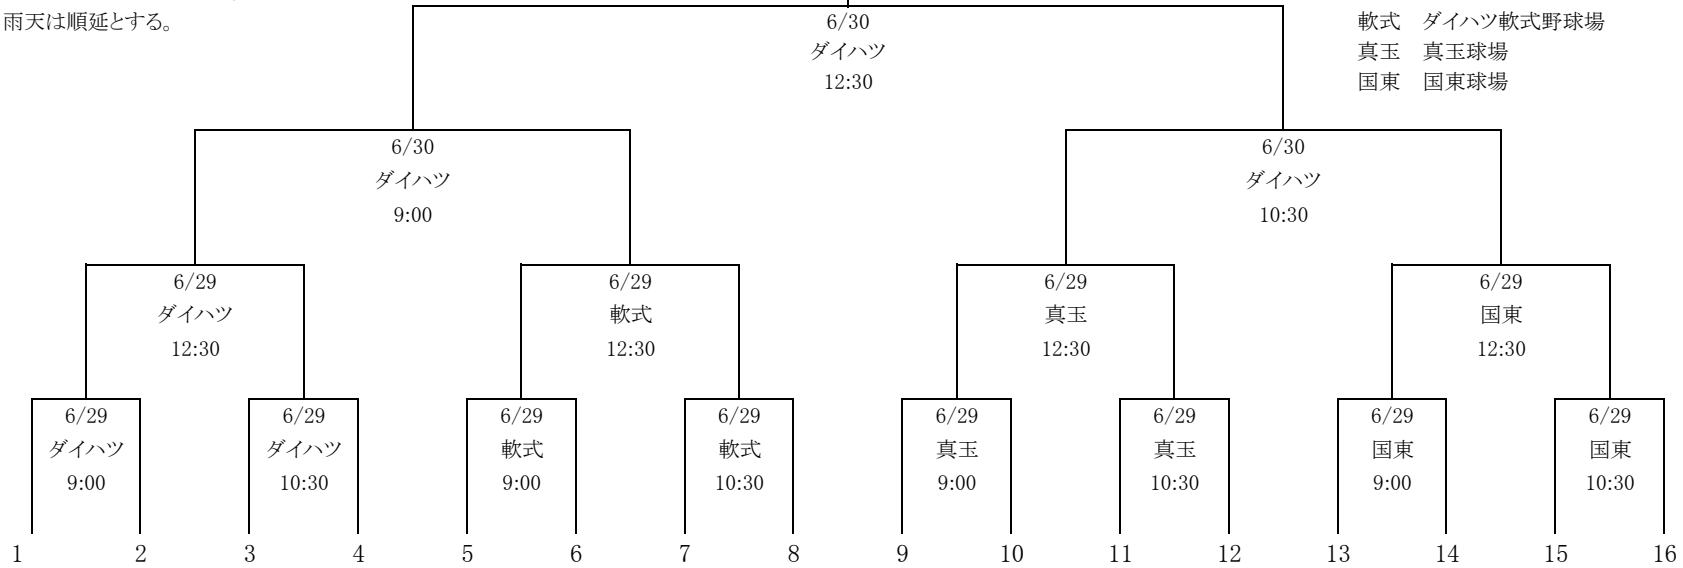 雨天は順延とする。
6/30
ダイハツ
12:30
軟式　ダイハツ軟式野球場
真玉　真玉球場
国東　国東球場
6/30
ダイハツ
9:00
6/30
ダイハツ
10:30
6/29
ダイハツ
12:30
6/29
軟式
12:30
6/29
真玉
12:30
6/29
国東
12:30
6/29
ダイハツ
9:00
6/29
ダイハツ
10:30
6/29
軟式
9:00
6/29
軟式
10:30
6/29
真玉
9:00
6/29
真玉
10:30
6/29
国東
9:00
6/29
国東
10:30
1 2 3 4 5 6 7 8 9 10 11 12 13 14 15 16